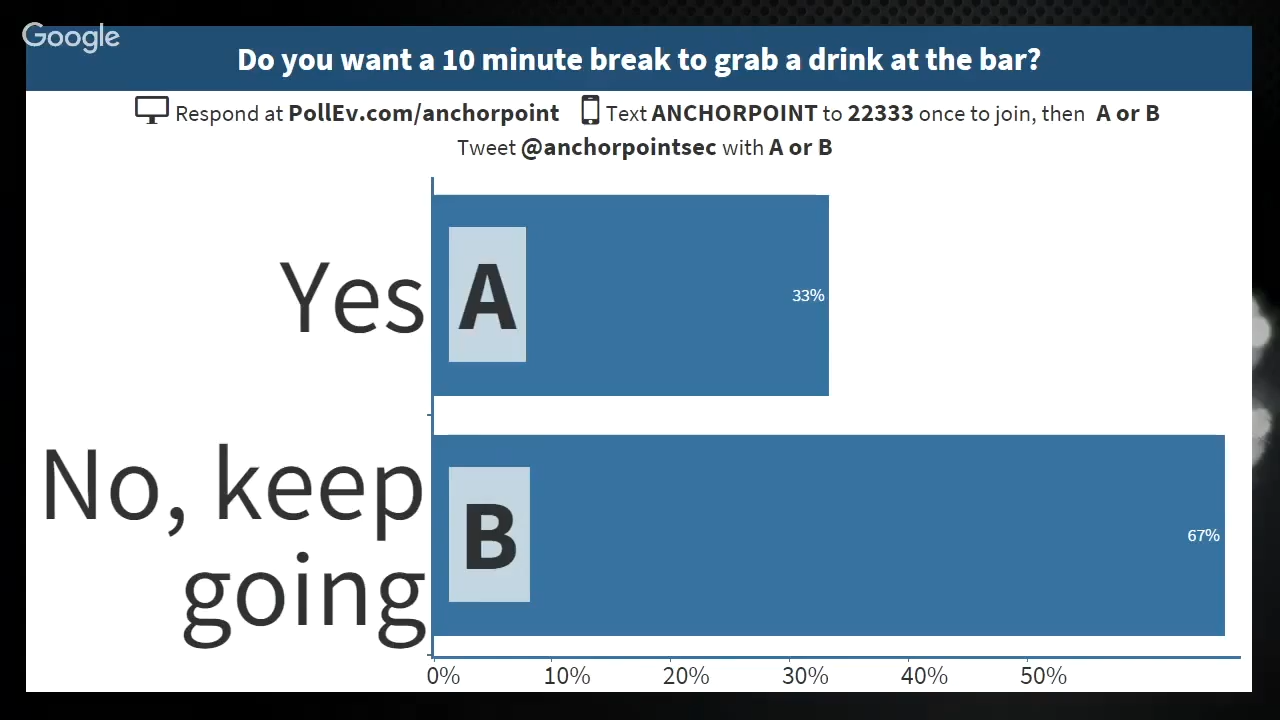 Google
Do you want a 10 minute break to grab a drink at the bar?
Respond at PollEv.com/anchorpoint Text ANCHORPOINT to 22333 once to join, then A or B
Tweet @anchorpointsec with A or B
Yes A 33%
No, keep
going B 67%
0% 10% 20% 30% 40% 50%